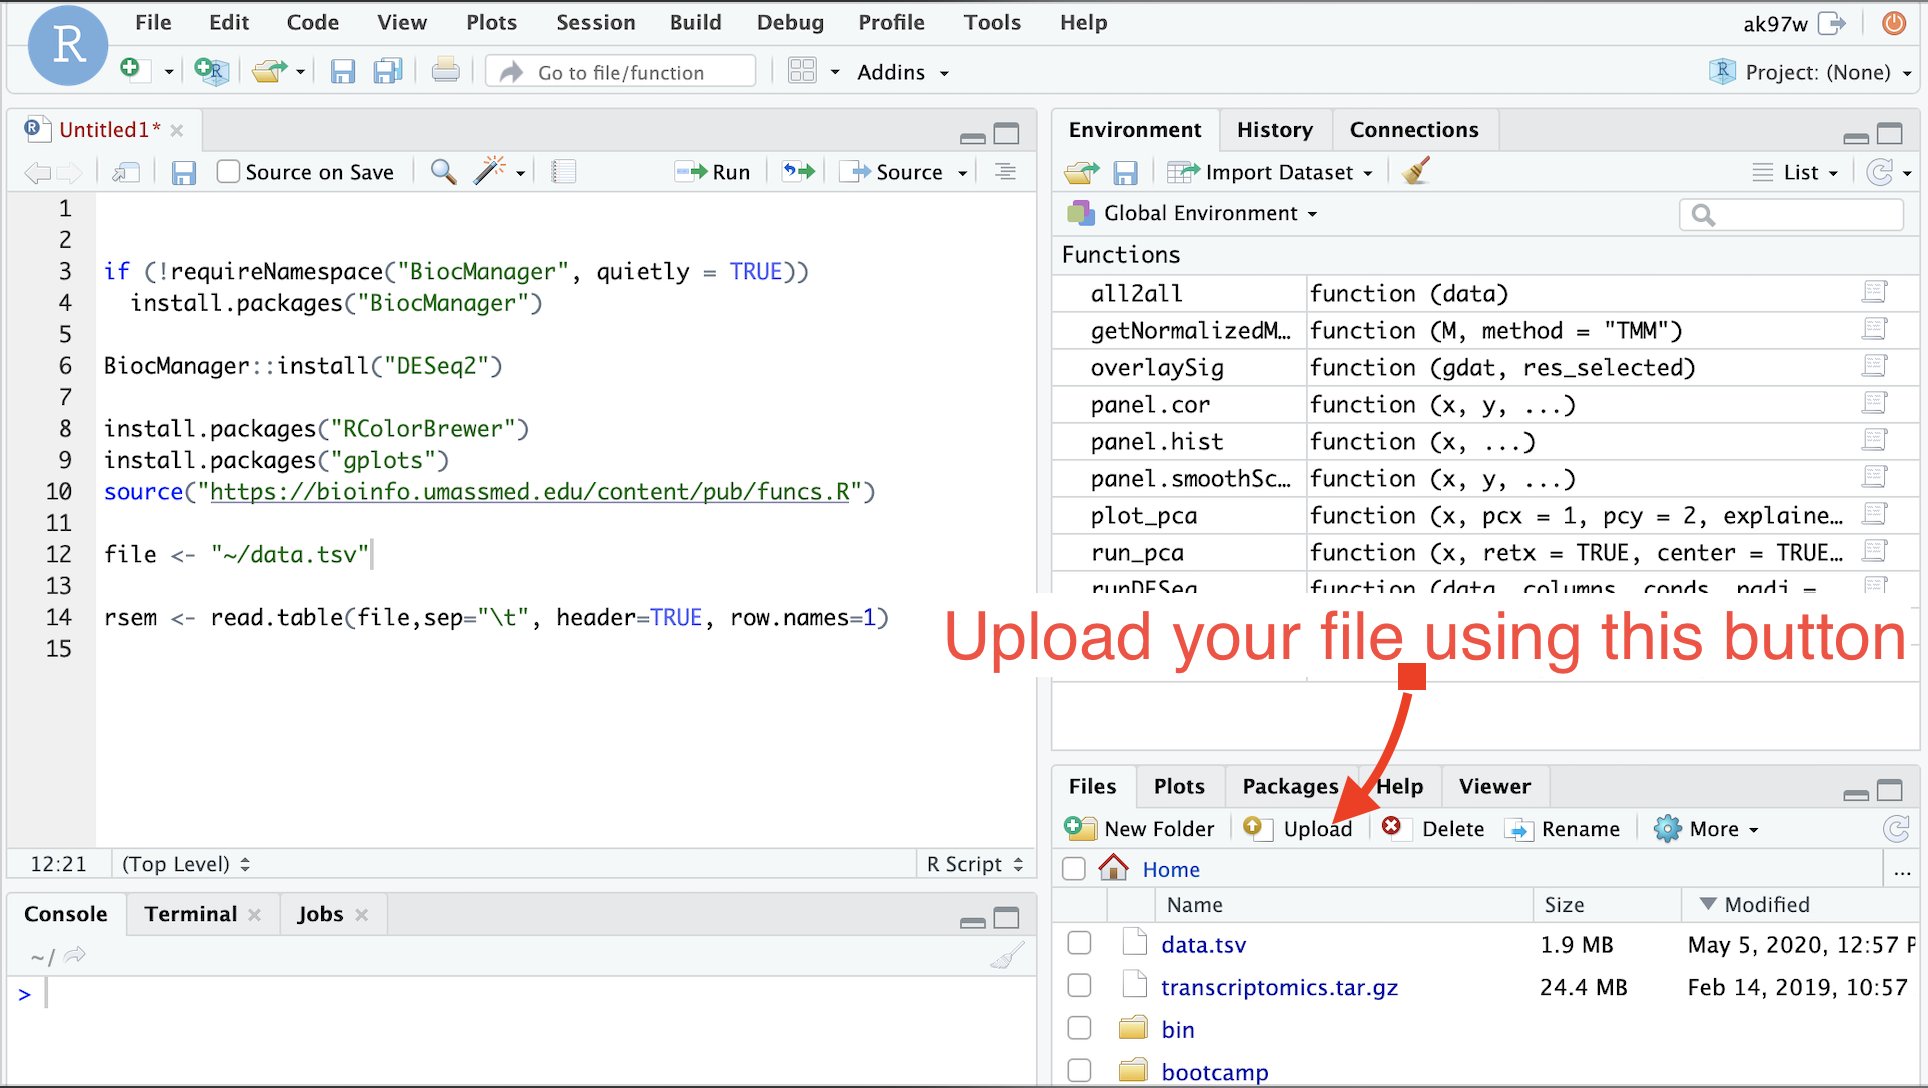 R
File Edit Code View Plots Session Build Debug Profile Tools Help
ak97w
Go to file/function
Addins
R Project: (None)
R Untitled1*
Source on Save
Run
Source
1
2
3 if (!requireNamespace("BiocManager", quietly = TRUE))
4 install.packages("BiocManager")
5
6 BiocManager::install("DESeq2")
7
8 install.packages("RColorBrewer")
9 install.packages("gplots")
10 source("https://bioinfo.umassmed.edu/content/pub/funcs.R")
11
12 file <- "~/data.tsv"
13
14 rsem <- read.table(file,sep="\t", header=TRUE, row.names=1)
15
12:21 (Top Level) R Script
Console Terminal Jobs
~/
>
Environment History Connections
Import Dataset
List
Global Environment
Functions
all2all function (data)
getNormalizedM… function (M, method = "TMM")
overlaySig function (gdat, res_selected)
panel.cor function (x, y, ...)
panel.hist function (x, ...)
panel.smoothSc… function (x, y, ...)
plot_pca function (x, pcx = 1, pcy = 2, explaine…
run_pca function (x, retx = TRUE, center = TRUE…
runDESeq function (data, columns, conds, padj =
Upload your file using this button
Files Plots Packages Help Viewer
New Folder Upload Delete Rename More
Home ...
Name Size Modified
data.tsv 1.9 MB May 5, 2020, 12:57 P
transcriptomics.tar.gz 24.4 MB Feb 14, 2019, 10:57
bin
bootcamp